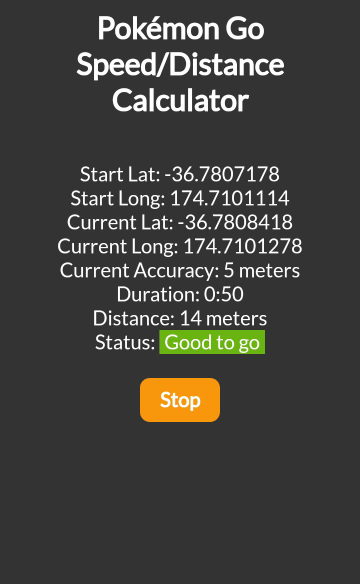 Pokémon Go
Speed/Distance
Calculator
Start Lat: -36.7807178
Start Long: 174.7101114
Current Lat: -36.7808418
Current Long: 174.7101278
Current Accuracy: 5 meters
Duration: 0:50
Distance: 14 meters
Status: Good to go
Stop